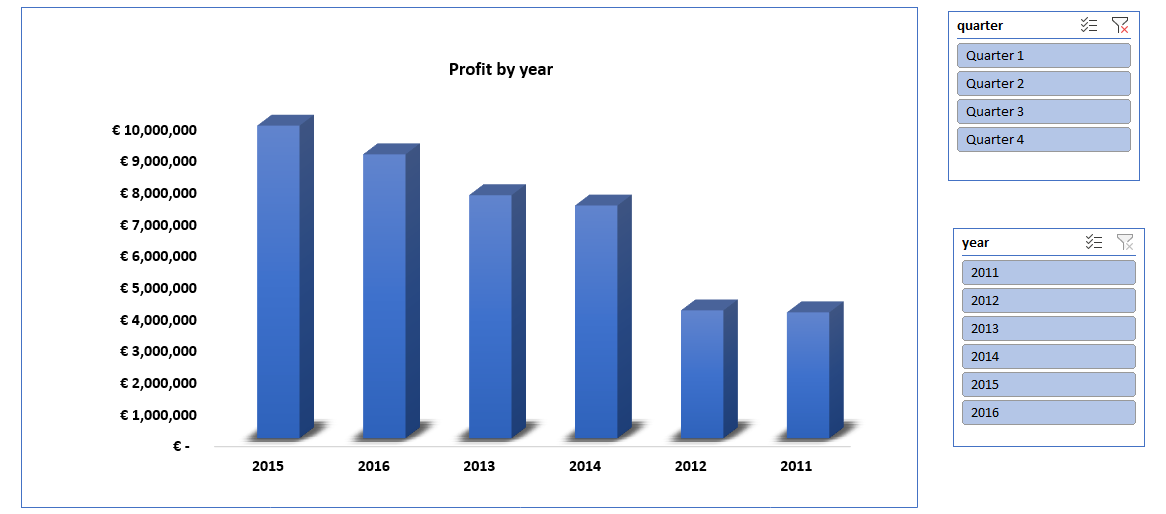 Profit by year
€ 10,000,000
€ 9,000,000
€ 8,000,000
€ 7,000,000
€ 6,000,000
€ 5,000,000
€ 4,000,000
€ 3,000,000
€ 2,000,000
€ 1,000,000
€ -
2015 2016 2013 2014 2012 2011
quarter
Quarter 1
Quarter 2
Quarter 3
Quarter 4
year
2011
2012
2013
2014
2015
2016